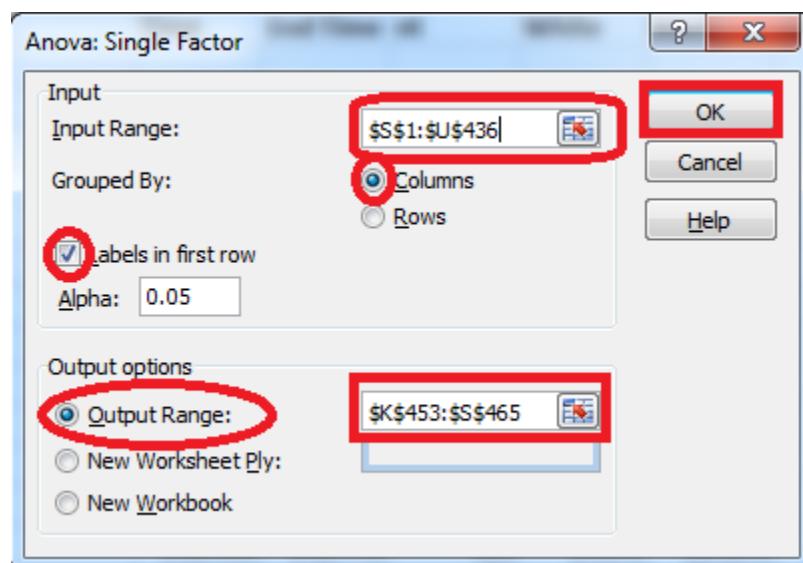 Anova: Single Factor
Input
Input Range: $S$1:$U$436
OK
Grouped By: Columns
Cancel
Rows
Help
Labels in first row
Alpha: 0.05
Output options
Output Range: $K$453:$S$465
New Worksheet Ply:
New Workbook